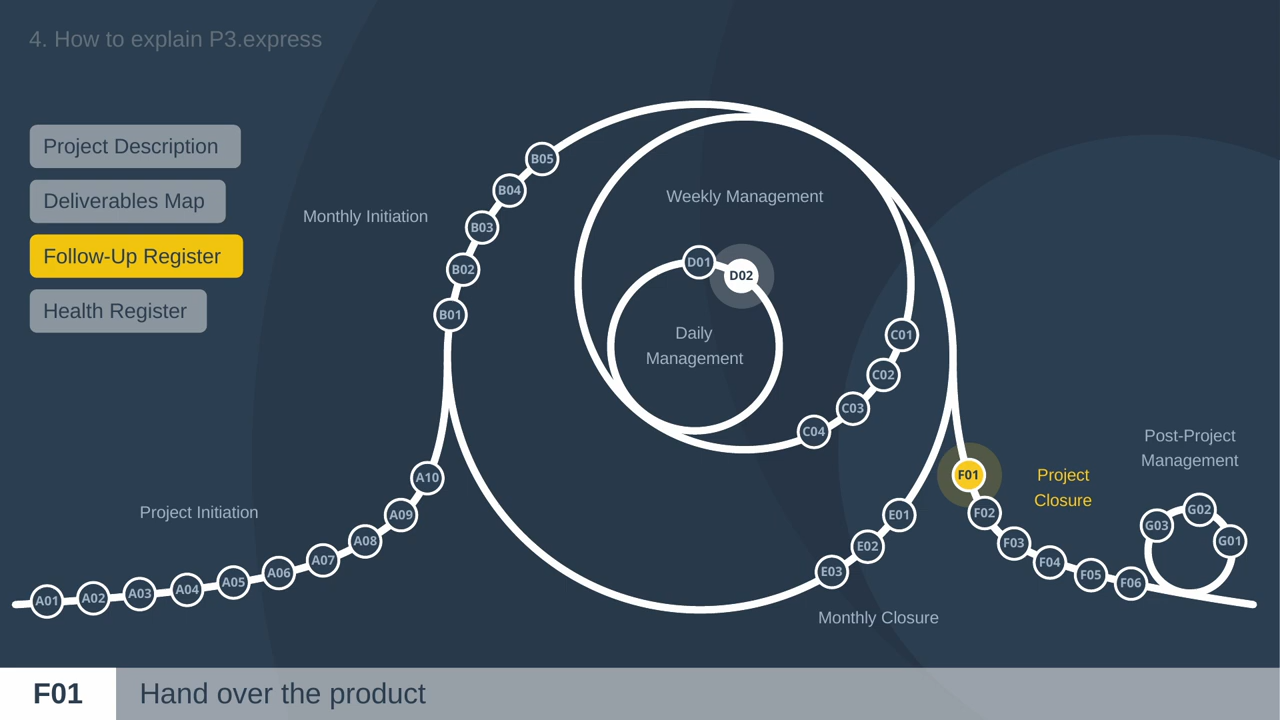 4. How to explain P3.express
Project Description
Deliverables Map
Follow-Up Register
Health Register
Monthly Initiation
Weekly Management
Daily
Management
Project Initiation
Monthly Closure
Project
Closure
Post-Project
Management
A01
A02
A03
A04
A05
A06
A07
A08
A09
A10
B01
B02
B03
B04
B05
D01
D02
C01
C02
C03
C04
E01
E02
E03
F01
F02
F03
F04
F05
F06
G01
G02
G03
F01
Hand over the product